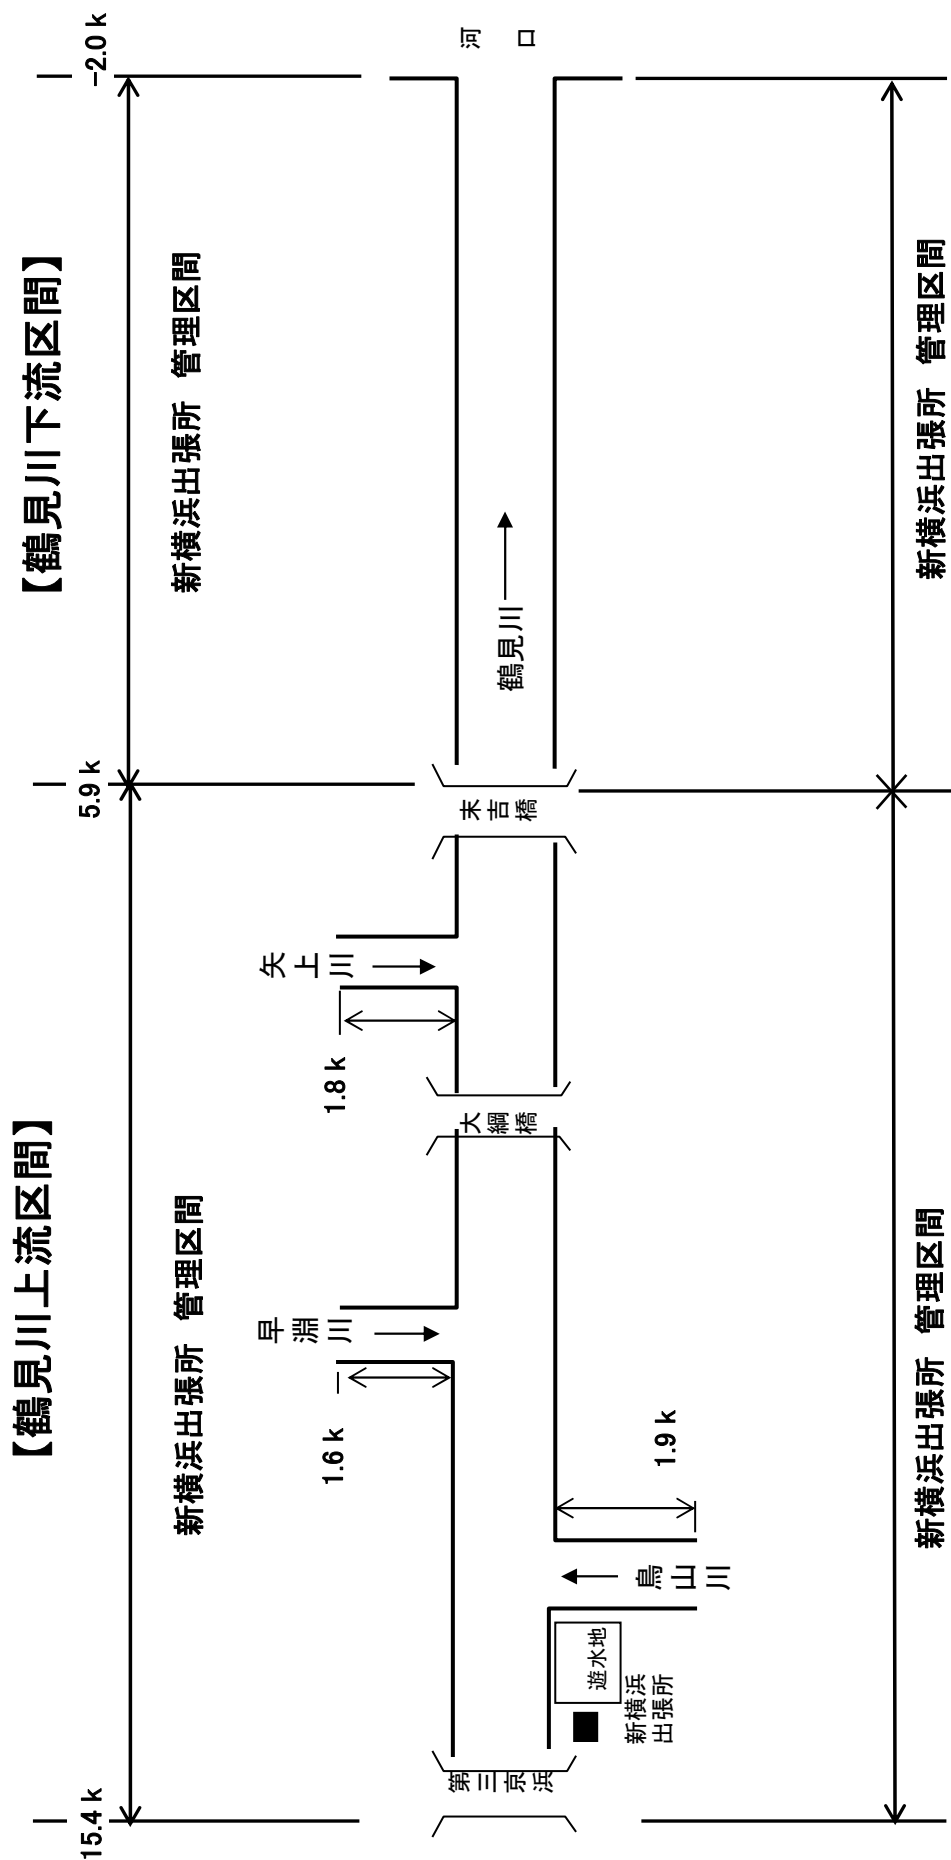 【鶴見川上流区間】
【鶴見川下流区間】
15.4 k
5.9 k
-2.0 k
新横浜出張所 管理区間
新横浜出張所 管理区間
早淵川
矢上川
1.6 k
1.8 k
第三京浜
大綱橋
末吉橋
鶴見川
河口
遊水地
新横浜
出張所
鳥山川
1.9 k
新横浜出張所 管理区間
新横浜出張所 管理区間